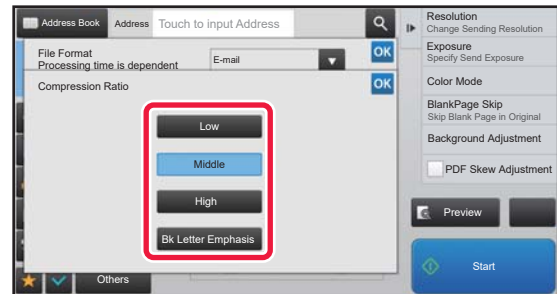 Address Book
Address
Touch to input Address
File Format
Processing time is dependent
E-mail
OK
Compression Ratio
OK
Low
Middle
High
Bk Letter Emphasis
Others
Resolution
Change Sending Resolution
Exposure
Specify Send Exposure
Color Mode
BlankPage Skip
Skip Blank Page in Original
Background Adjustment
PDF Skew Adjustment
Preview
Start